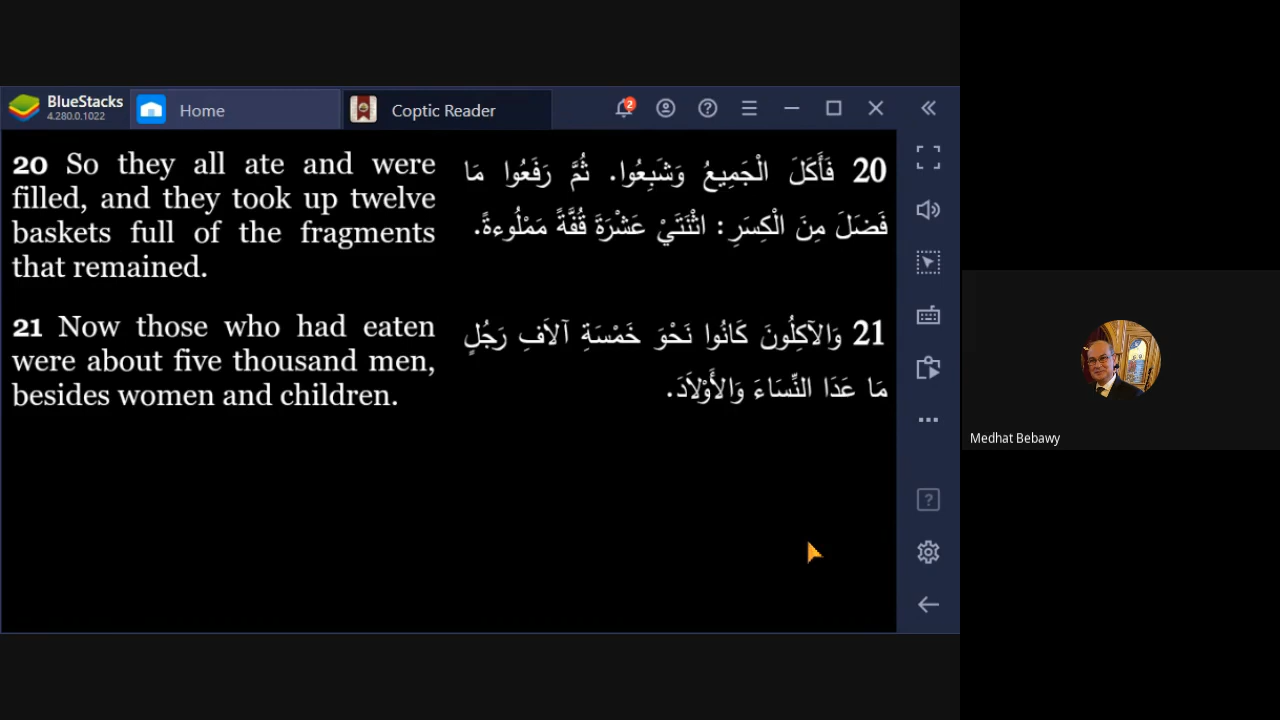 BlueStacks
4.280.0.1022
Home
Coptic Reader
2
20 So they all ate and were
filled, and they took up twelve
baskets full of the fragments
that remained.
21 Now those who had eaten
were about five thousand men,
besides women and children.
20 فَأَكَلَ الْجَمِيعُ وَشَبِعُوا. ثُمَّ رَفَعُوا مَا
فَضَلَ مِنَ الْكِسَرِ: اثْنَتَيْ عَشْرَةَ قُفَّةً مَمْلُوءةً.
21 وَالآكِلُونَ كَانُوا نَحْوَ خَمْسَةِ آلاَفِ رَجُلٍ
مَا عَدَا النِّسَاءَ وَالأَوْلاَدَ.
Medhat Bebawy